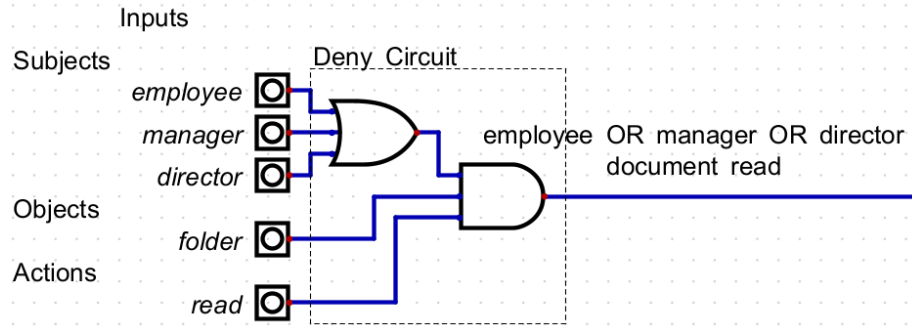 Inputs
Subjects
Deny Circuit
employee
manager
employee OR manager OR director
document read
director
Objects
folder
Actions
read